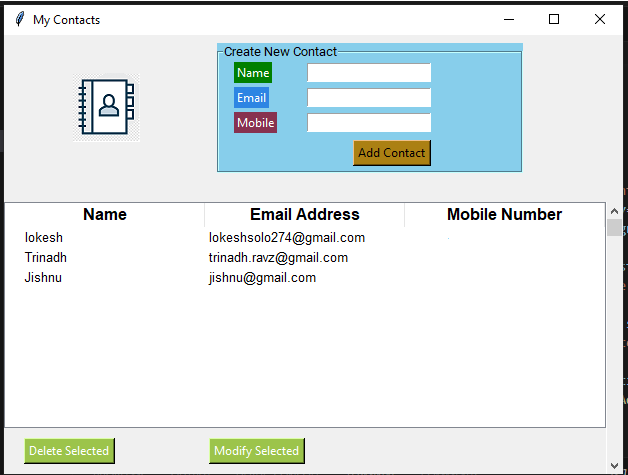 My Contacts
Create New Contact
Name
Email
Mobile
Add Contact
Name Email Address Mobile Number
lokesh lokeshsolo274@gmail.com
Trinadh trinadh.ravz@gmail.com
Jishnu jishnu@gmail.com
Delete Selected Modify Selected